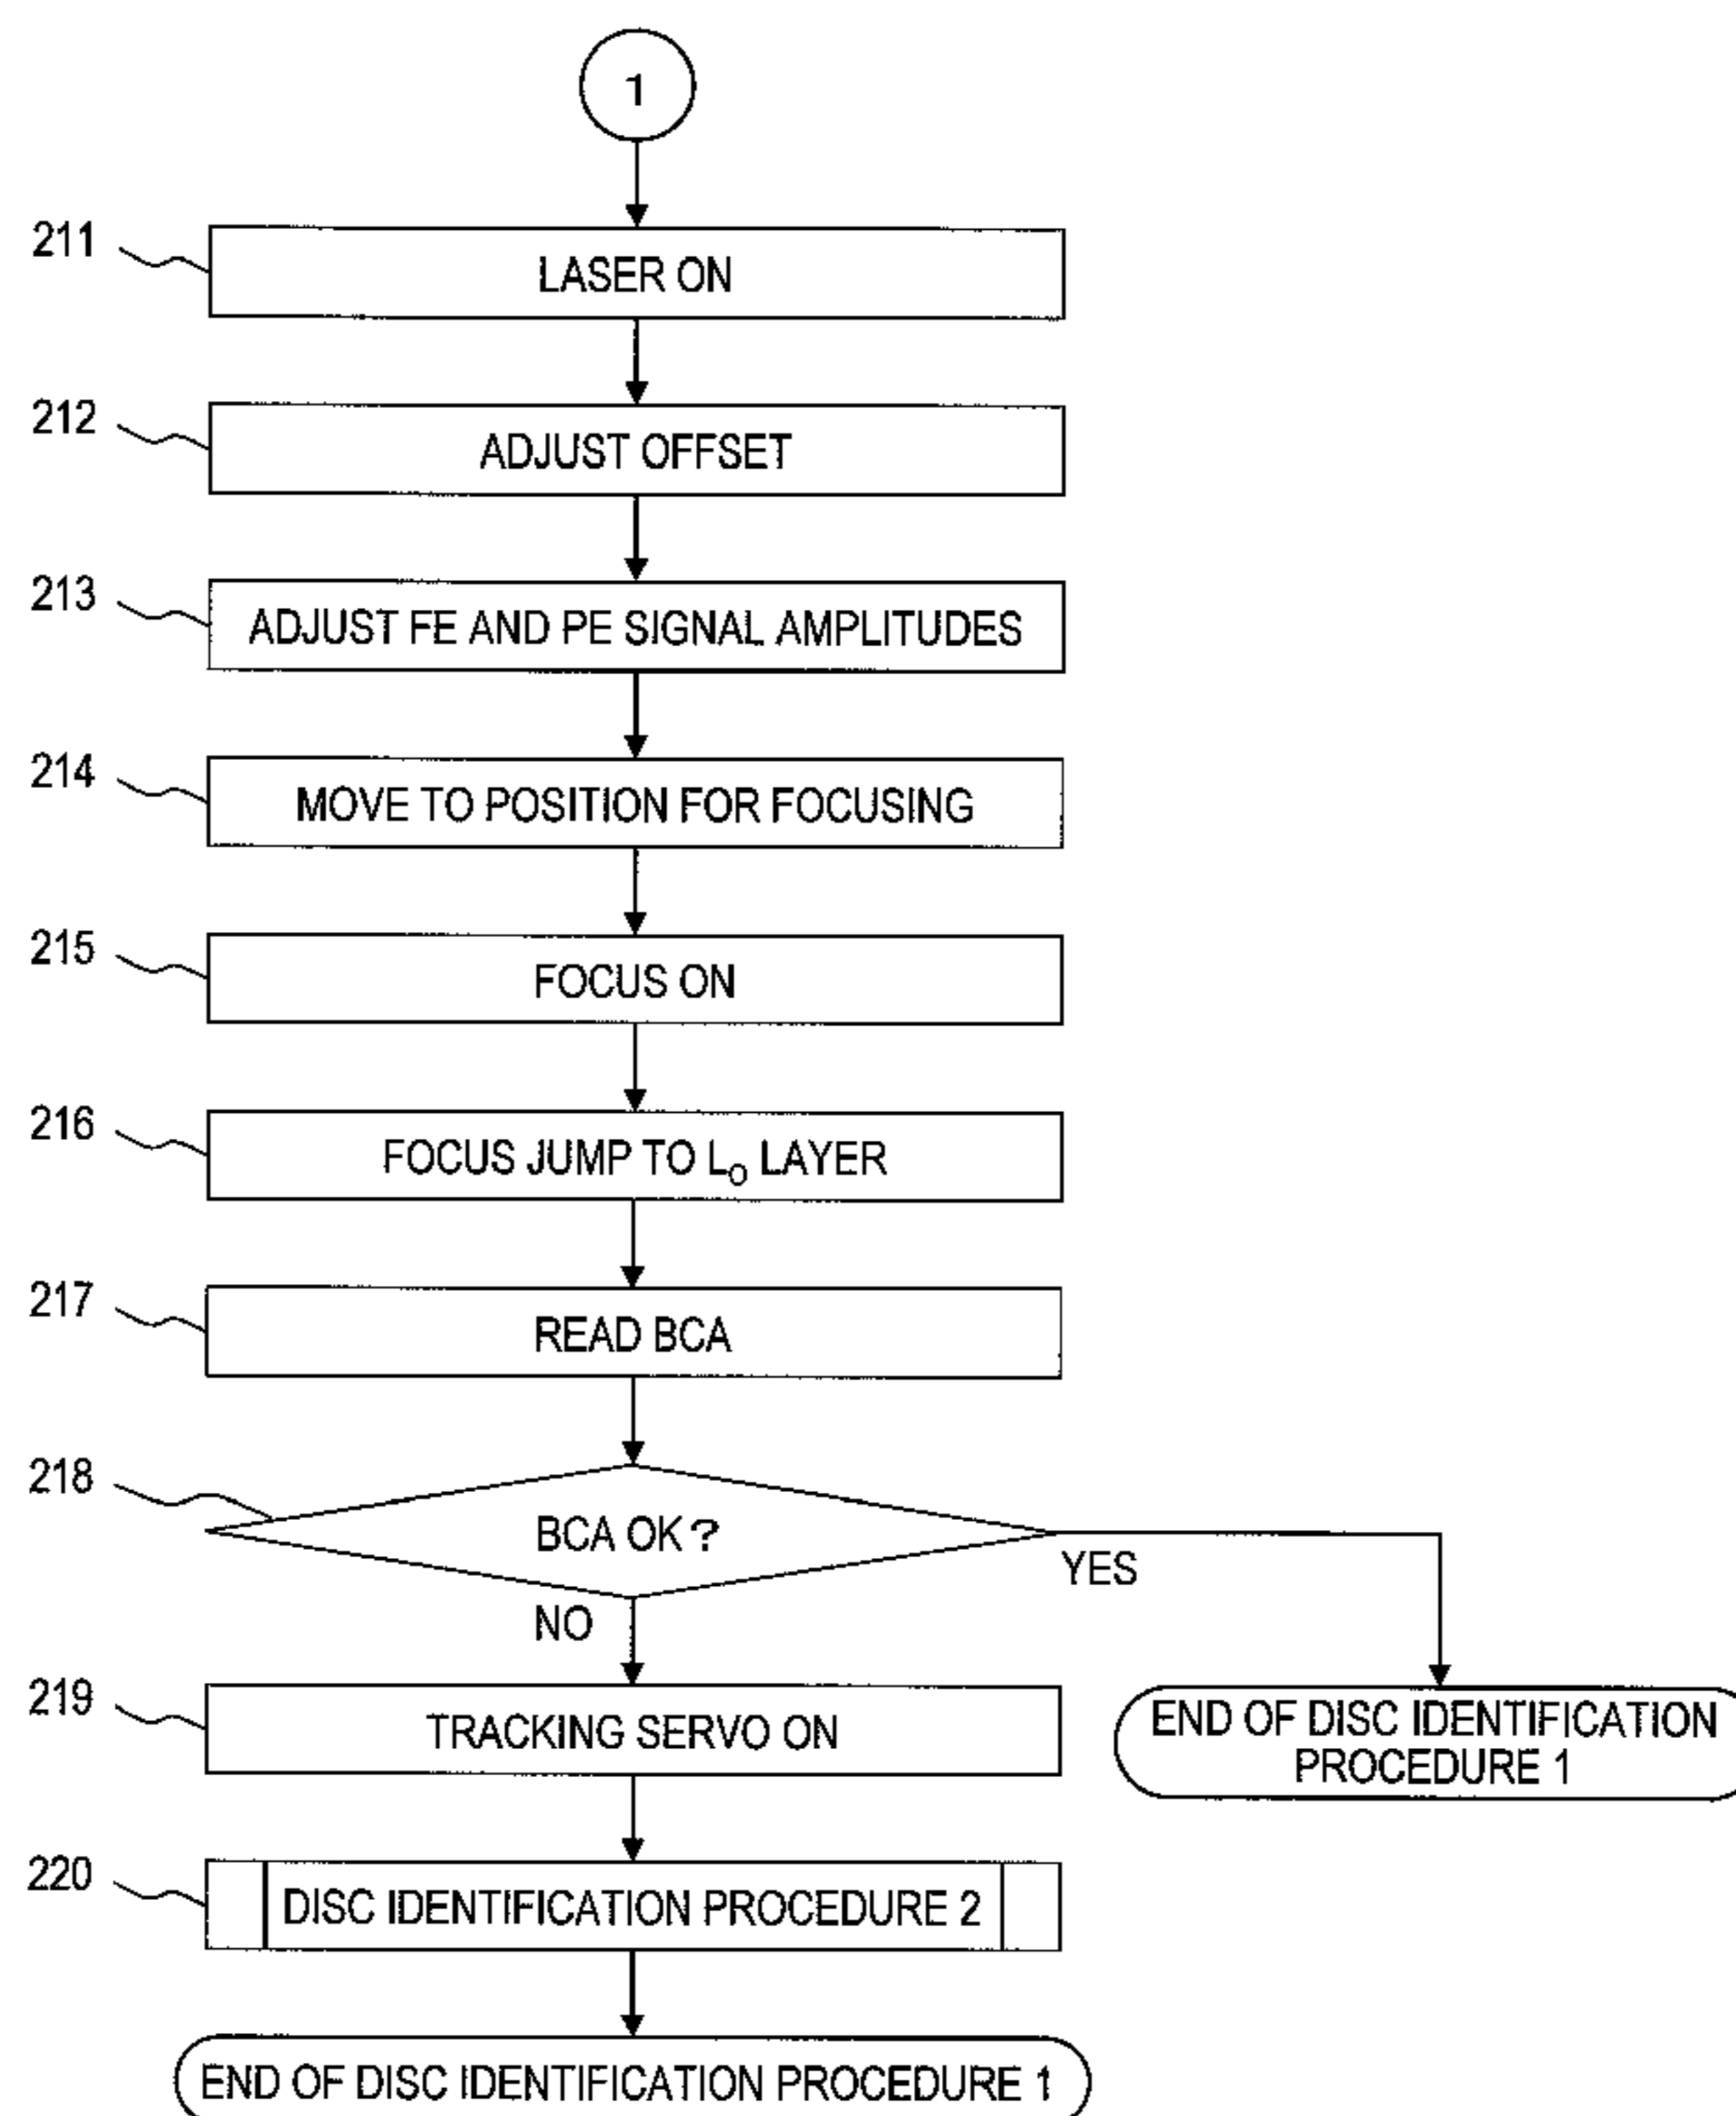 1
211
LASER ON
212
ADJUST OFFSET
213
ADJUST FE AND PE SIGNAL AMPLITUDES
214
MOVE TO POSITION FOR FOCUSING
215
FOCUS ON
216
FOCUS JUMP TO L₀ LAYER
217
READ BCA
218
BCA OK?
YES
NO
219
TRACKING SERVO ON
END OF DISC IDENTIFICATION
PROCEDURE 1
220
DISC IDENTIFICATION PROCEDURE 2
END OF DISC IDENTIFICATION PROCEDURE 1